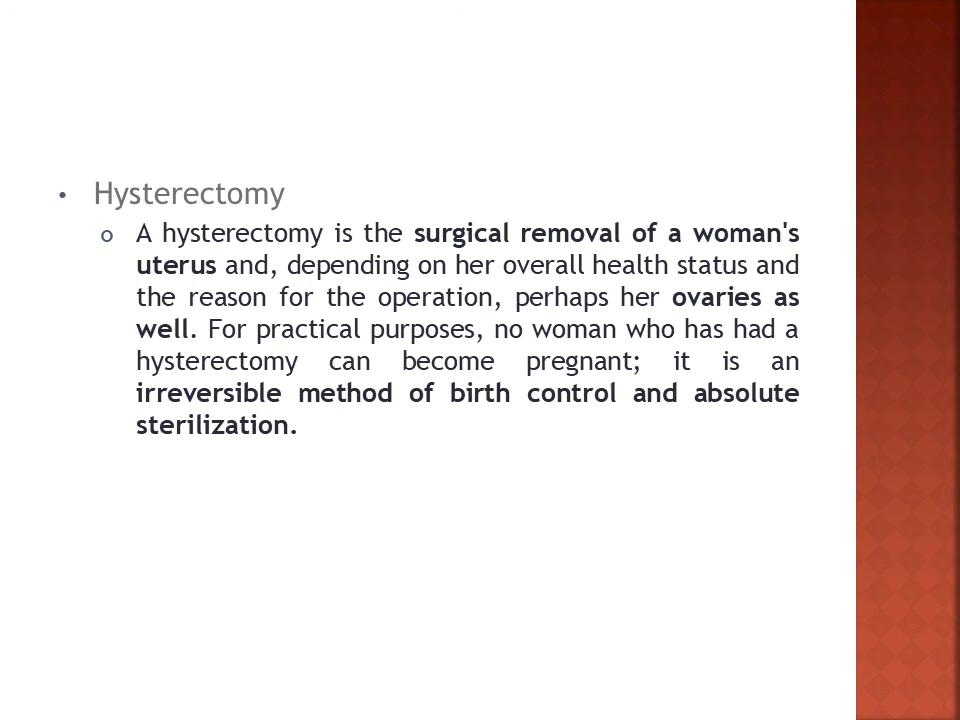 • Hysterectomy
o A hysterectomy is the surgical removal of a woman's
uterus and, depending on her overall health status and
the reason for the operation, perhaps her ovaries as
well. For practical purposes, no woman who has had a
hysterectomy can become pregnant; it is an
irreversible method of birth control and absolute
sterilization.